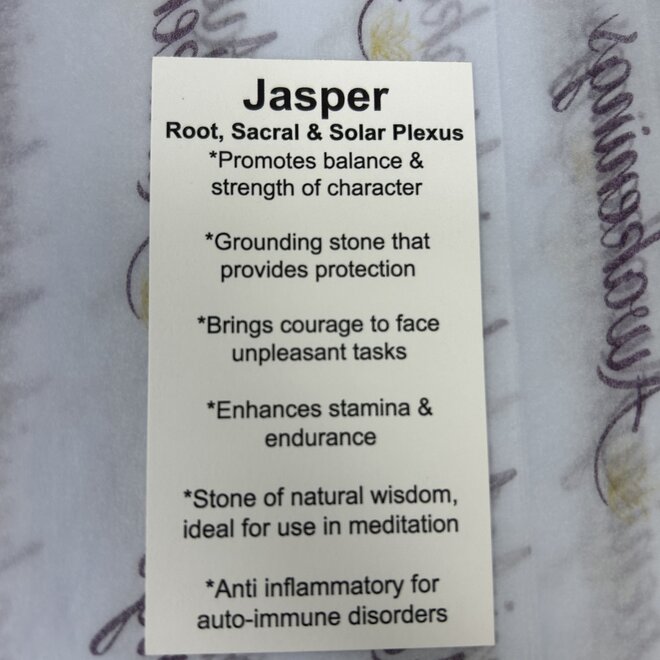 Jasper
Root, Sacral & Solar Plexus
*Promotes balance &
strength of character
*Grounding stone that
provides protection
*Brings courage to face
unpleasant tasks
*Enhances stamina &
endurance
*Stone of natural wisdom,
ideal for use in meditation
*Anti inflammatory for
auto-immune disorders